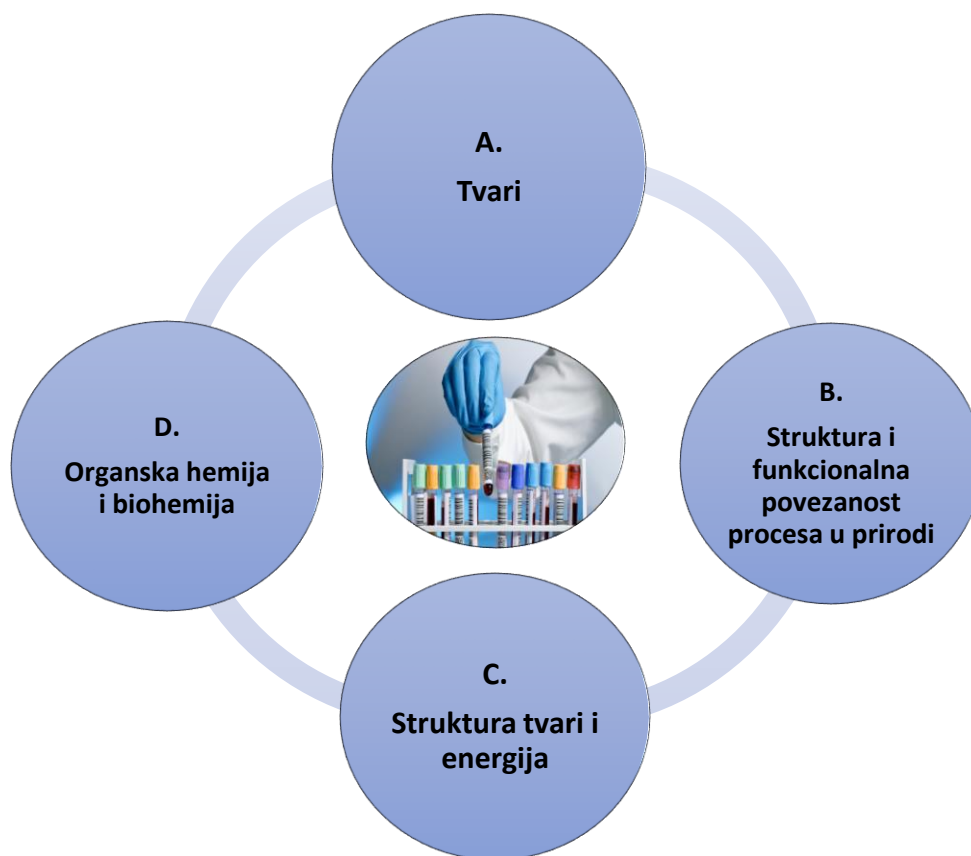 A.
Tvari
B.
Struktura i
funkcionalna
povezanost
procesa u prirodi
C.
Struktura tvari i
energija
D.
Organska hemija
i biohemija